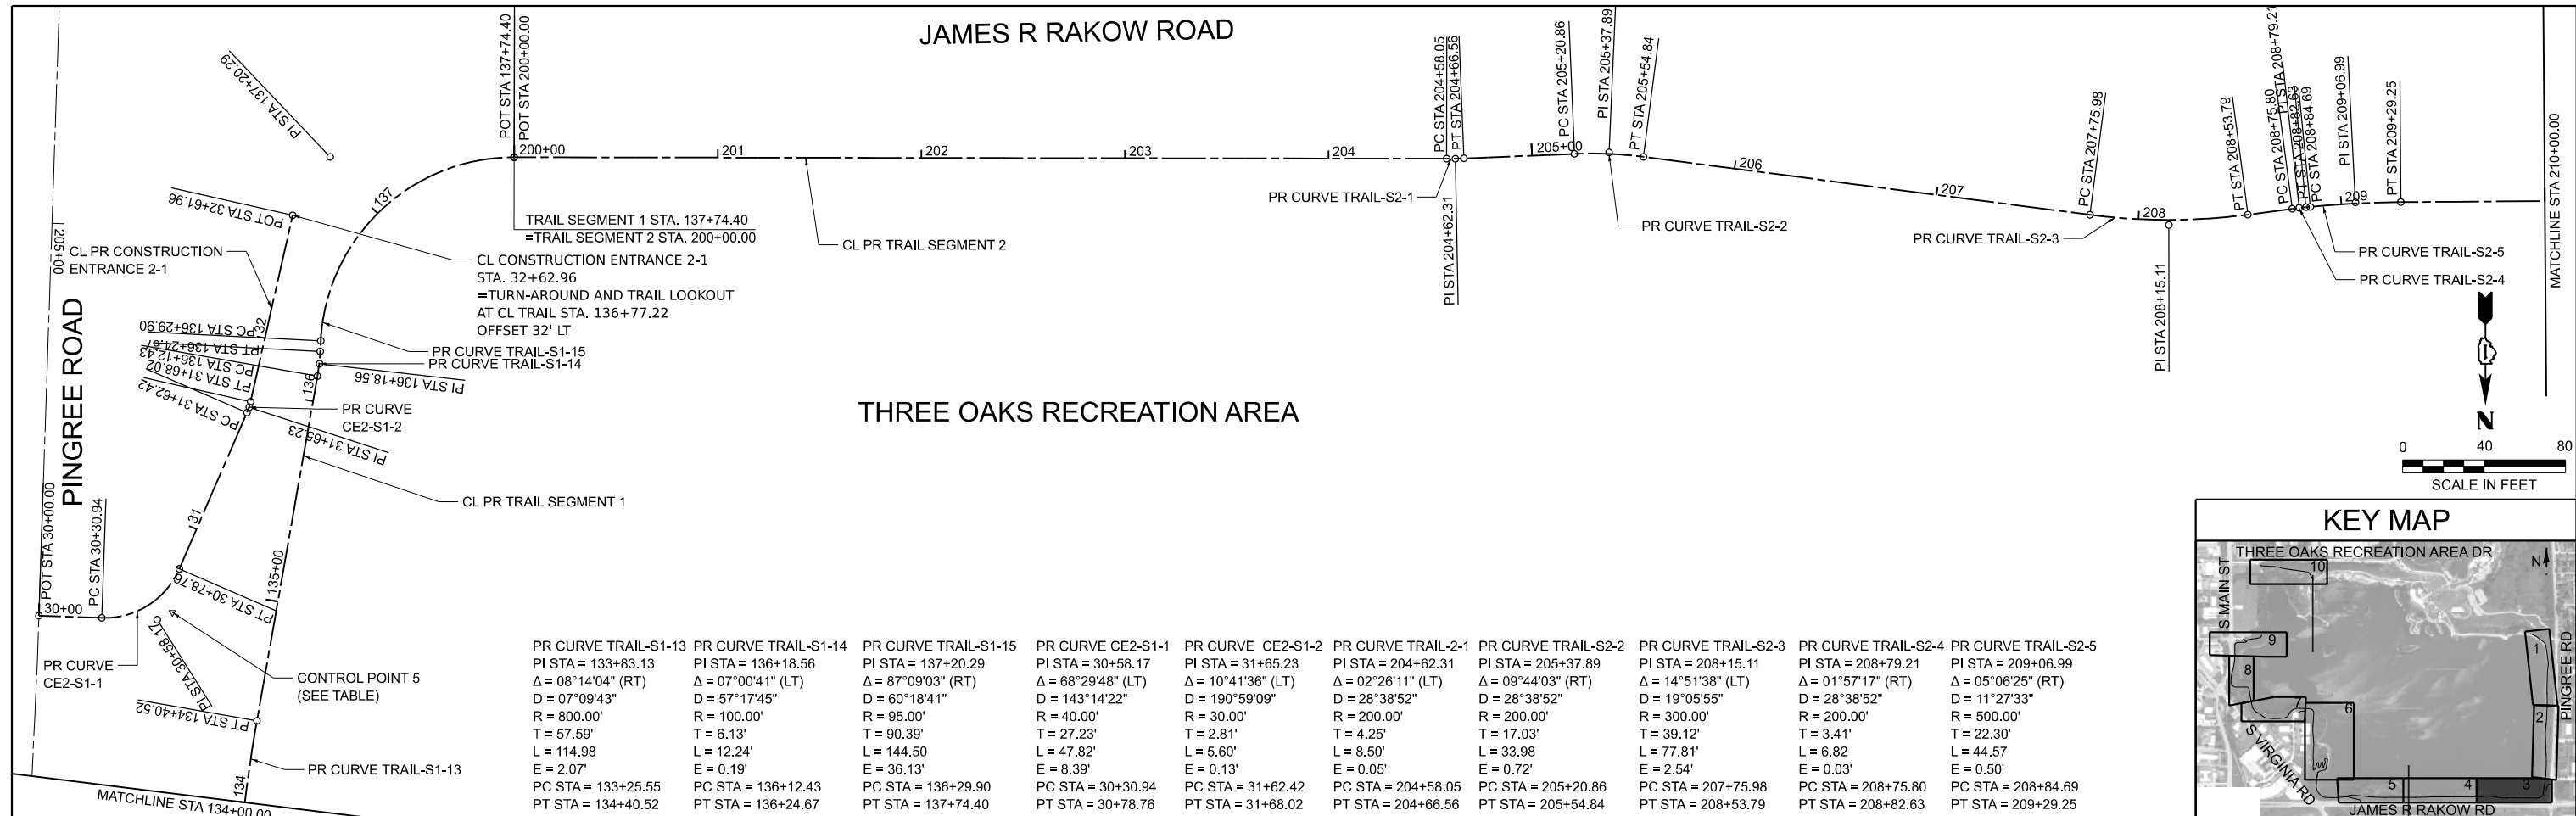 JAMES R RAKOW ROAD
PI STA 137+20.29
POT STA 137+74.40
POT STA 200+00.00
PC STA 204+58.05
PT STA 204+66.56
PC STA 205+20.86
PI STA 205+37.89
PT STA 205+54.84
PC STA 207+75.98
PT STA 208+53.79
PC STA 208+75.80
PI STA 208+79.21
PT STA 208+82.63
PC STA 208+84.69
PI STA 209+06.99
PT STA 209+29.25
MATCHLINE STA 210+00.00
200+00
201
202
203
204
205+00
206
207
208
209
137
POT STA 32+61.96
205+00
PR CURVE TRAIL-S2-1
PI STA 204+62.31
PR CURVE TRAIL-S2-2
PR CURVE TRAIL-S2-3
PI STA 208+15.11
PR CURVE TRAIL-S2-5
PR CURVE TRAIL-S2-4
TRAIL SEGMENT 1 STA. 137+74.40
=TRAIL SEGMENT 2 STA. 200+00.00
CL PR TRAIL SEGMENT 2
CL PR CONSTRUCTION
ENTRANCE 2-1
CL CONSTRUCTION ENTRANCE 2-1
STA. 32+62.96
=TURN-AROUND AND TRAIL LOOKOUT
AT CL TRAIL STA. 136+77.22
OFFSET 32' LT
PINGREE ROAD
32
PC STA 136+29.90
PT STA 136+24.67
PC STA 136+12.43
PT STA 31+68.02
PC STA 31+62.42
PR CURVE TRAIL-S1-15
PR CURVE TRAIL-S1-14
PI STA 136+18.56
136
PR CURVE
CE2-S1-2
PI STA 31+65.23
THREE OAKS RECREATION AREA
N
0 40 80
SCALE IN FEET
CL PR TRAIL SEGMENT 1
POT STA 30+00.00
PC STA 30+30.94
31
135+00
30+00
PT STA 30+78.76
PI STA 30+58.17
PR CURVE
CE2-S1-1
CONTROL POINT 5
(SEE TABLE)
PT STA 134+40.52
PR CURVE TRAIL-S1-13
134
MATCHLINE STA 134+00.00
PR CURVE TRAIL-S1-13 PR CURVE TRAIL-S1-14 PR CURVE TRAIL-S1-15 PR CURVE CE2-S1-1 PR CURVE CE2-S1-2 PR CURVE TRAIL-2-1 PR CURVE TRAIL-S2-2 PR CURVE TRAIL-S2-3 PR CURVE TRAIL-S2-4 PR CURVE TRAIL-S2-5
PI STA = 133+83.13 PI STA = 136+18.56 PI STA = 137+20.29 PI STA = 30+58.17 PI STA = 31+65.23 PI STA = 204+62.31 PI STA = 205+37.89 PI STA = 208+15.11 PI STA = 208+79.21 PI STA = 209+06.99
Δ = 08°14'04" (RT) Δ = 07°00'41" (LT) Δ = 87°09'03" (RT) Δ = 68°29'48" (LT) Δ = 10°41'36" (LT) Δ = 02°26'11" (LT) Δ = 09°44'03" (RT) Δ = 14°51'38" (LT) Δ = 01°57'17" (RT) Δ = 05°06'25" (RT)
D = 07°09'43" D = 57°17'45" D = 60°18'41" D = 143°14'22" D = 190°59'09" D = 28°38'52" D = 28°38'52" D = 19°05'55" D = 28°38'52" D = 11°27'33"
R = 800.00' R = 100.00' R = 95.00' R = 40.00' R = 30.00' R = 200.00' R = 200.00' R = 300.00' R = 200.00' R = 500.00'
T = 57.59' T = 6.13' T = 90.39' T = 27.23' T = 2.81' T = 4.25' T = 17.03' T = 39.12' T = 3.41' T = 22.30'
L = 114.98 L = 12.24' L = 144.50 L = 47.82' L = 5.60' L = 8.50' L = 33.98 L = 77.81' L = 6.82 L = 44.57
E = 2.07' E = 0.19' E = 36.13' E = 8.39' E = 0.13' E = 0.05' E = 0.72' E = 2.54' E = 0.03' E = 0.50'
PC STA = 133+25.55 PC STA = 136+12.43 PC STA = 136+29.90 PC STA = 30+30.94 PC STA = 31+62.42 PC STA = 204+58.05 PC STA = 205+20.86 PC STA = 207+75.98 PC STA = 208+75.80 PC STA = 208+84.69
PT STA = 134+40.52 PT STA = 136+24.67 PT STA = 137+74.40 PT STA = 30+78.76 PT STA = 31+68.02 PT STA = 204+66.56 PT STA = 205+54.84 PT STA = 208+53.79 PT STA = 208+82.63 PT STA = 209+29.25
KEY MAP
THREE OAKS RECREATION AREA DR
N
S MAIN ST
10
9
8
7
6
1
2
PINGREE RD
S VIRGINIA RD
5
4
3
JAMES R RAKOW RD